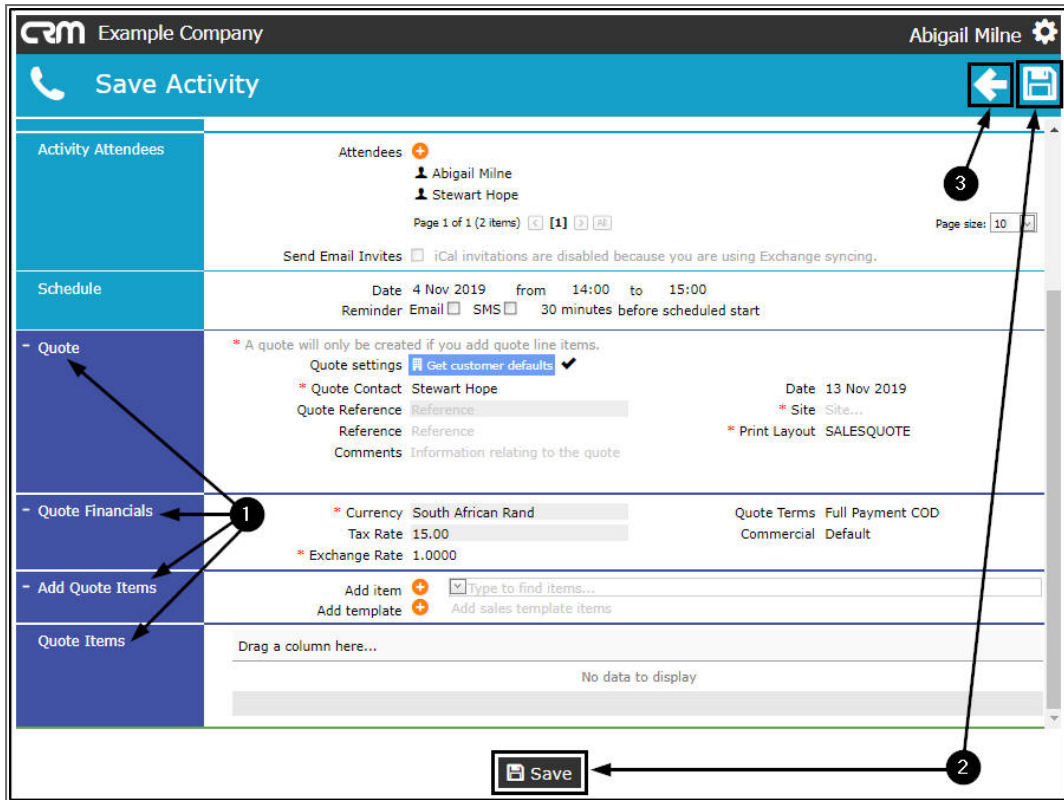 CRM Example Company Abigail Milne
Save Activity
3
Activity Attendees
Attendees
Abigail Milne
Stewart Hope
Page 1 of 1 (2 items) < [1] > All Page size: 10
Send Email Invites iCal invitations are disabled because you are using Exchange syncing.
Schedule
Date 4 Nov 2019 from 14:00 to 15:00
Reminder Email SMS 30 minutes before scheduled start
- Quote
* A quote will only be created if you add quote line items.
Quote settings Get customer defaults
* Quote Contact Stewart Hope Date 13 Nov 2019
Quote Reference Reference * Site Site...
Reference Reference * Print Layout SALESQUOTE
Comments Information relating to the quote
1
- Quote Financials
* Currency South African Rand Quote Terms Full Payment COD
Tax Rate 15.00 Commercial Default
* Exchange Rate 1.0000
- Add Quote Items
Add item Type to find items...
Add template Add sales template items
Quote Items
Drag a column here...
No data to display
Save
2